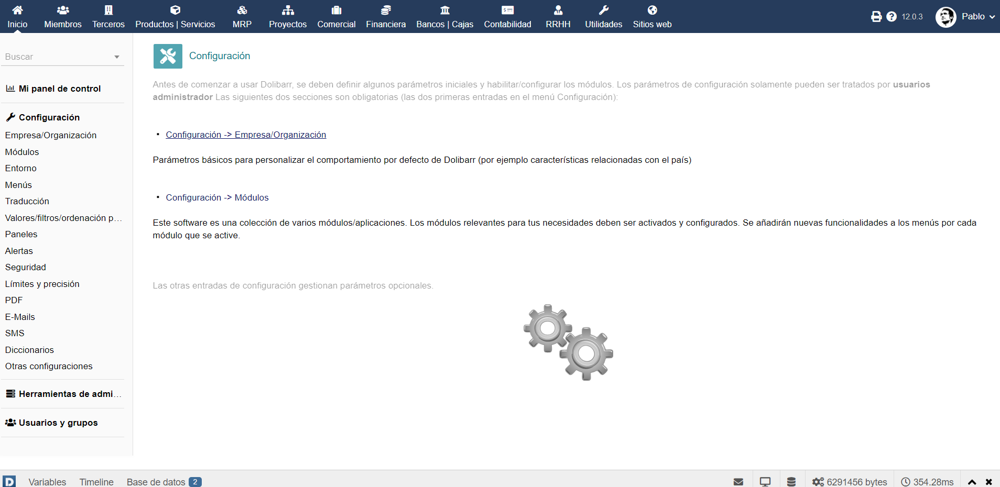 Inicio Miembros Terceros Productos | Servicios MRP Proyectos Comercial Financiera Bancos | Cajas Contabilidad RRHH Utilidades Sitios web
12.0.3 Pablo
Buscar
Mi panel de control
Configuración
Empresa/Organización
Módulos
Entorno
Menús
Traducción
Valores/filtros/ordenación p...
Paneles
Alertas
Seguridad
Límites y precisión
PDF
E-Mails
SMS
Diccionarios
Otras configuraciones
Herramientas de admi...
Usuarios y grupos
Configuración
Antes de comenzar a usar Dolibarr, se deben definir algunos parámetros iniciales y habilitar/configurar los módulos. Los parámetros de configuración solamente pueden ser tratados por usuarios
administrador Las siguientes dos secciones son obligatorias (las dos primeras entradas en el menú Configuración):
Configuración -> Empresa/Organización
Parámetros básicos para personalizar el comportamiento por defecto de Dolibarr (por ejemplo características relacionadas con el país)
Configuración -> Módulos
Este software es una colección de varios módulos/aplicaciones. Los módulos relevantes para tus necesidades deben ser activados y configurados. Se añadirán nuevas funcionalidades a los menús por cada
módulo que se active.
Las otras entradas de configuración gestionan parámetros opcionales.
D Variables Timeline Base de datos 2 6291456 bytes 354.28ms